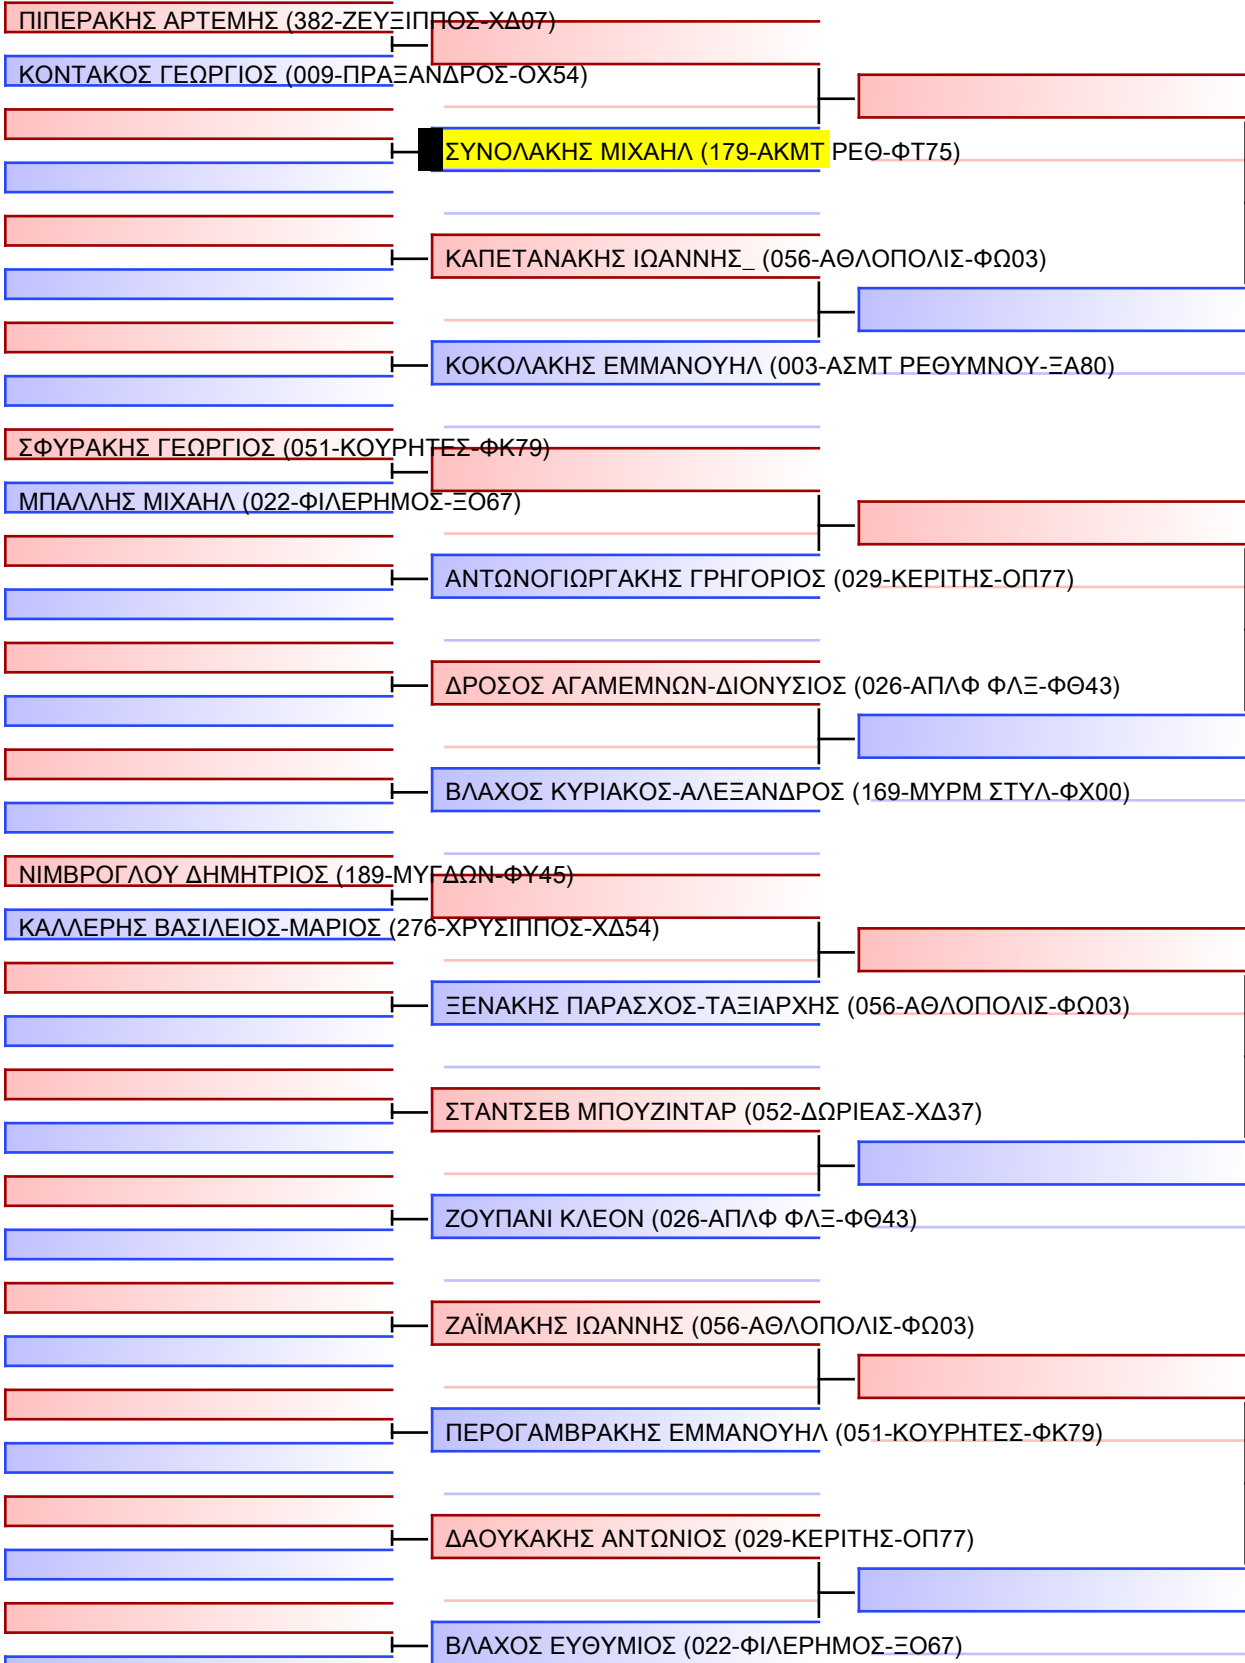 ΠΙΠΕΡΑΚΗΣ ΑΡΤΕΜΗΣ (382-ΖΕΥΞΙΠΠΟΣ-ΧΔ07)
ΚΟΝΤΑΚΟΣ ΓΕΩΡΓΙΟΣ (009-ΠΡΑΞΑΝΔΡΟΣ-ΟΧ54)
ΣΥΝΟΛΑΚΗΣ ΜΙΧΑΗΛ (179-ΑΚΜΤ ΡΕΘ-ΦΤ75)
ΚΑΠΕΤΑΝΑΚΗΣ ΙΩΑΝΝΗΣ_ (056-ΑΘΛΟΠΟΛΙΣ-ΦΩ03)
ΚΟΚΟΛΑΚΗΣ ΕΜΜΑΝΟΥΗΛ (003-ΑΣΜΤ ΡΕΘΥΜΝΟΥ-ΞΑ80)
ΣΦΥΡΑΚΗΣ ΓΕΩΡΓΙΟΣ (051-ΚΟΥΡΗΤΕΣ-ΦΚ79)
ΜΠΑΛΛΗΣ ΜΙΧΑΗΛ (022-ΦΙΛΕΡΗΜΟΣ-ΞΟ67)
ΑΝΤΩΝΟΓΙΩΡΓΑΚΗΣ ΓΡΗΓΟΡΙΟΣ (029-ΚΕΡΙΤΗΣ-ΟΠ77)
ΔΡΟΣΟΣ ΑΓΑΜΕΜΝΩΝ-ΔΙΟΝΥΣΙΟΣ (026-ΑΠΛΦ ΦΛΞ-ΦΘ43)
ΒΛΑΧΟΣ ΚΥΡΙΑΚΟΣ-ΑΛΕΞΑΝΔΡΟΣ (169-ΜΥΡΜ ΣΤΥΛ-ΦΧ00)
ΝΙΜΒΡΟΓΛΟΥ ΔΗΜΗΤΡΙΟΣ (189-ΜΥΓΔΩΝ-ΦΥ45)
ΚΑΛΛΕΡΗΣ ΒΑΣΙΛΕΙΟΣ-ΜΑΡΙΟΣ (276-ΧΡΥΣΙΠΠΟΣ-ΧΔ54)
ΞΕΝΑΚΗΣ ΠΑΡΑΣΧΟΣ-ΤΑΞΙΑΡΧΗΣ (056-ΑΘΛΟΠΟΛΙΣ-ΦΩ03)
ΣΤΑΝΤΣΕΒ ΜΠΟΥΖΙΝΤΑΡ (052-ΔΩΡΙΕΑΣ-ΧΔ37)
ΖΟΥΠΑΝΙ ΚΛΕΟΝ (026-ΑΠΛΦ ΦΛΞ-ΦΘ43)
ΖΑΪΜΑΚΗΣ ΙΩΑΝΝΗΣ (056-ΑΘΛΟΠΟΛΙΣ-ΦΩ03)
ΠΕΡΟΓΑΜΒΡΑΚΗΣ ΕΜΜΑΝΟΥΗΛ (051-ΚΟΥΡΗΤΕΣ-ΦΚ79)
ΔΑΟΥΚΑΚΗΣ ΑΝΤΩΝΙΟΣ (029-ΚΕΡΙΤΗΣ-ΟΠ77)
ΒΛΑΧΟΣ ΕΥΘΥΜΙΟΣ (022-ΦΙΛΕΡΗΜΟΣ-ΞΟ67)